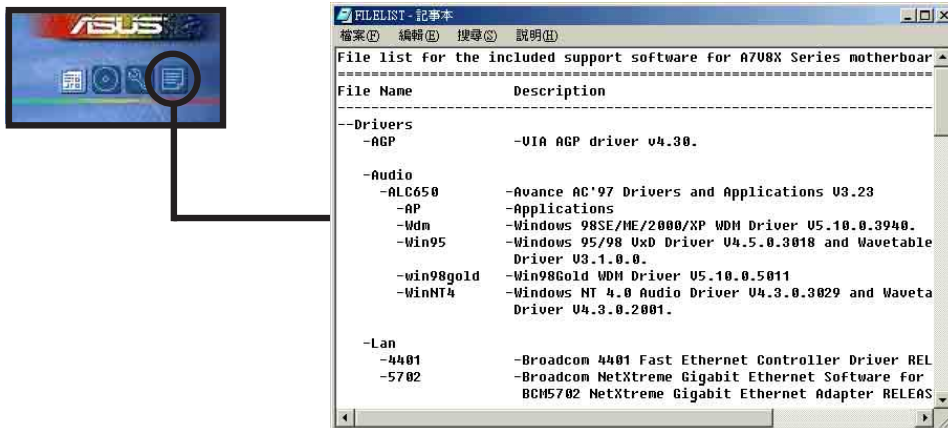 ASUS
FILELIST - 記事本
檔案(F) 編輯(E) 搜尋(S) 說明(H)
File list for the included support software for A7V8X Series motherboar
File Name Description
--Drivers
-AGP -VIA AGP driver v4.30.
-Audio
-ALC650 -Avance AC'97 Drivers and Applications V3.23
-AP -Applications
-Wdm -Windows 98SE/ME/2000/XP WDM Driver V5.10.0.3940.
-Win95 -Windows 95/98 VxD Driver V4.5.0.3018 and Wavetable
Driver V3.1.0.0.
-win98gold -Win98Gold WDM Driver V5.10.0.5011
-WinNT4 -Windows NT 4.0 Audio Driver V4.3.0.3029 and Waveta
Driver V4.3.0.2001.
-Lan
-4401 -Broadcom 4401 Fast Ethernet Controller Driver REL
-5702 -Broadcom NetXtreme Gigabit Ethernet Software for
BCM5702 NetXtreme Gigabit Ethernet Adapter RELEAS